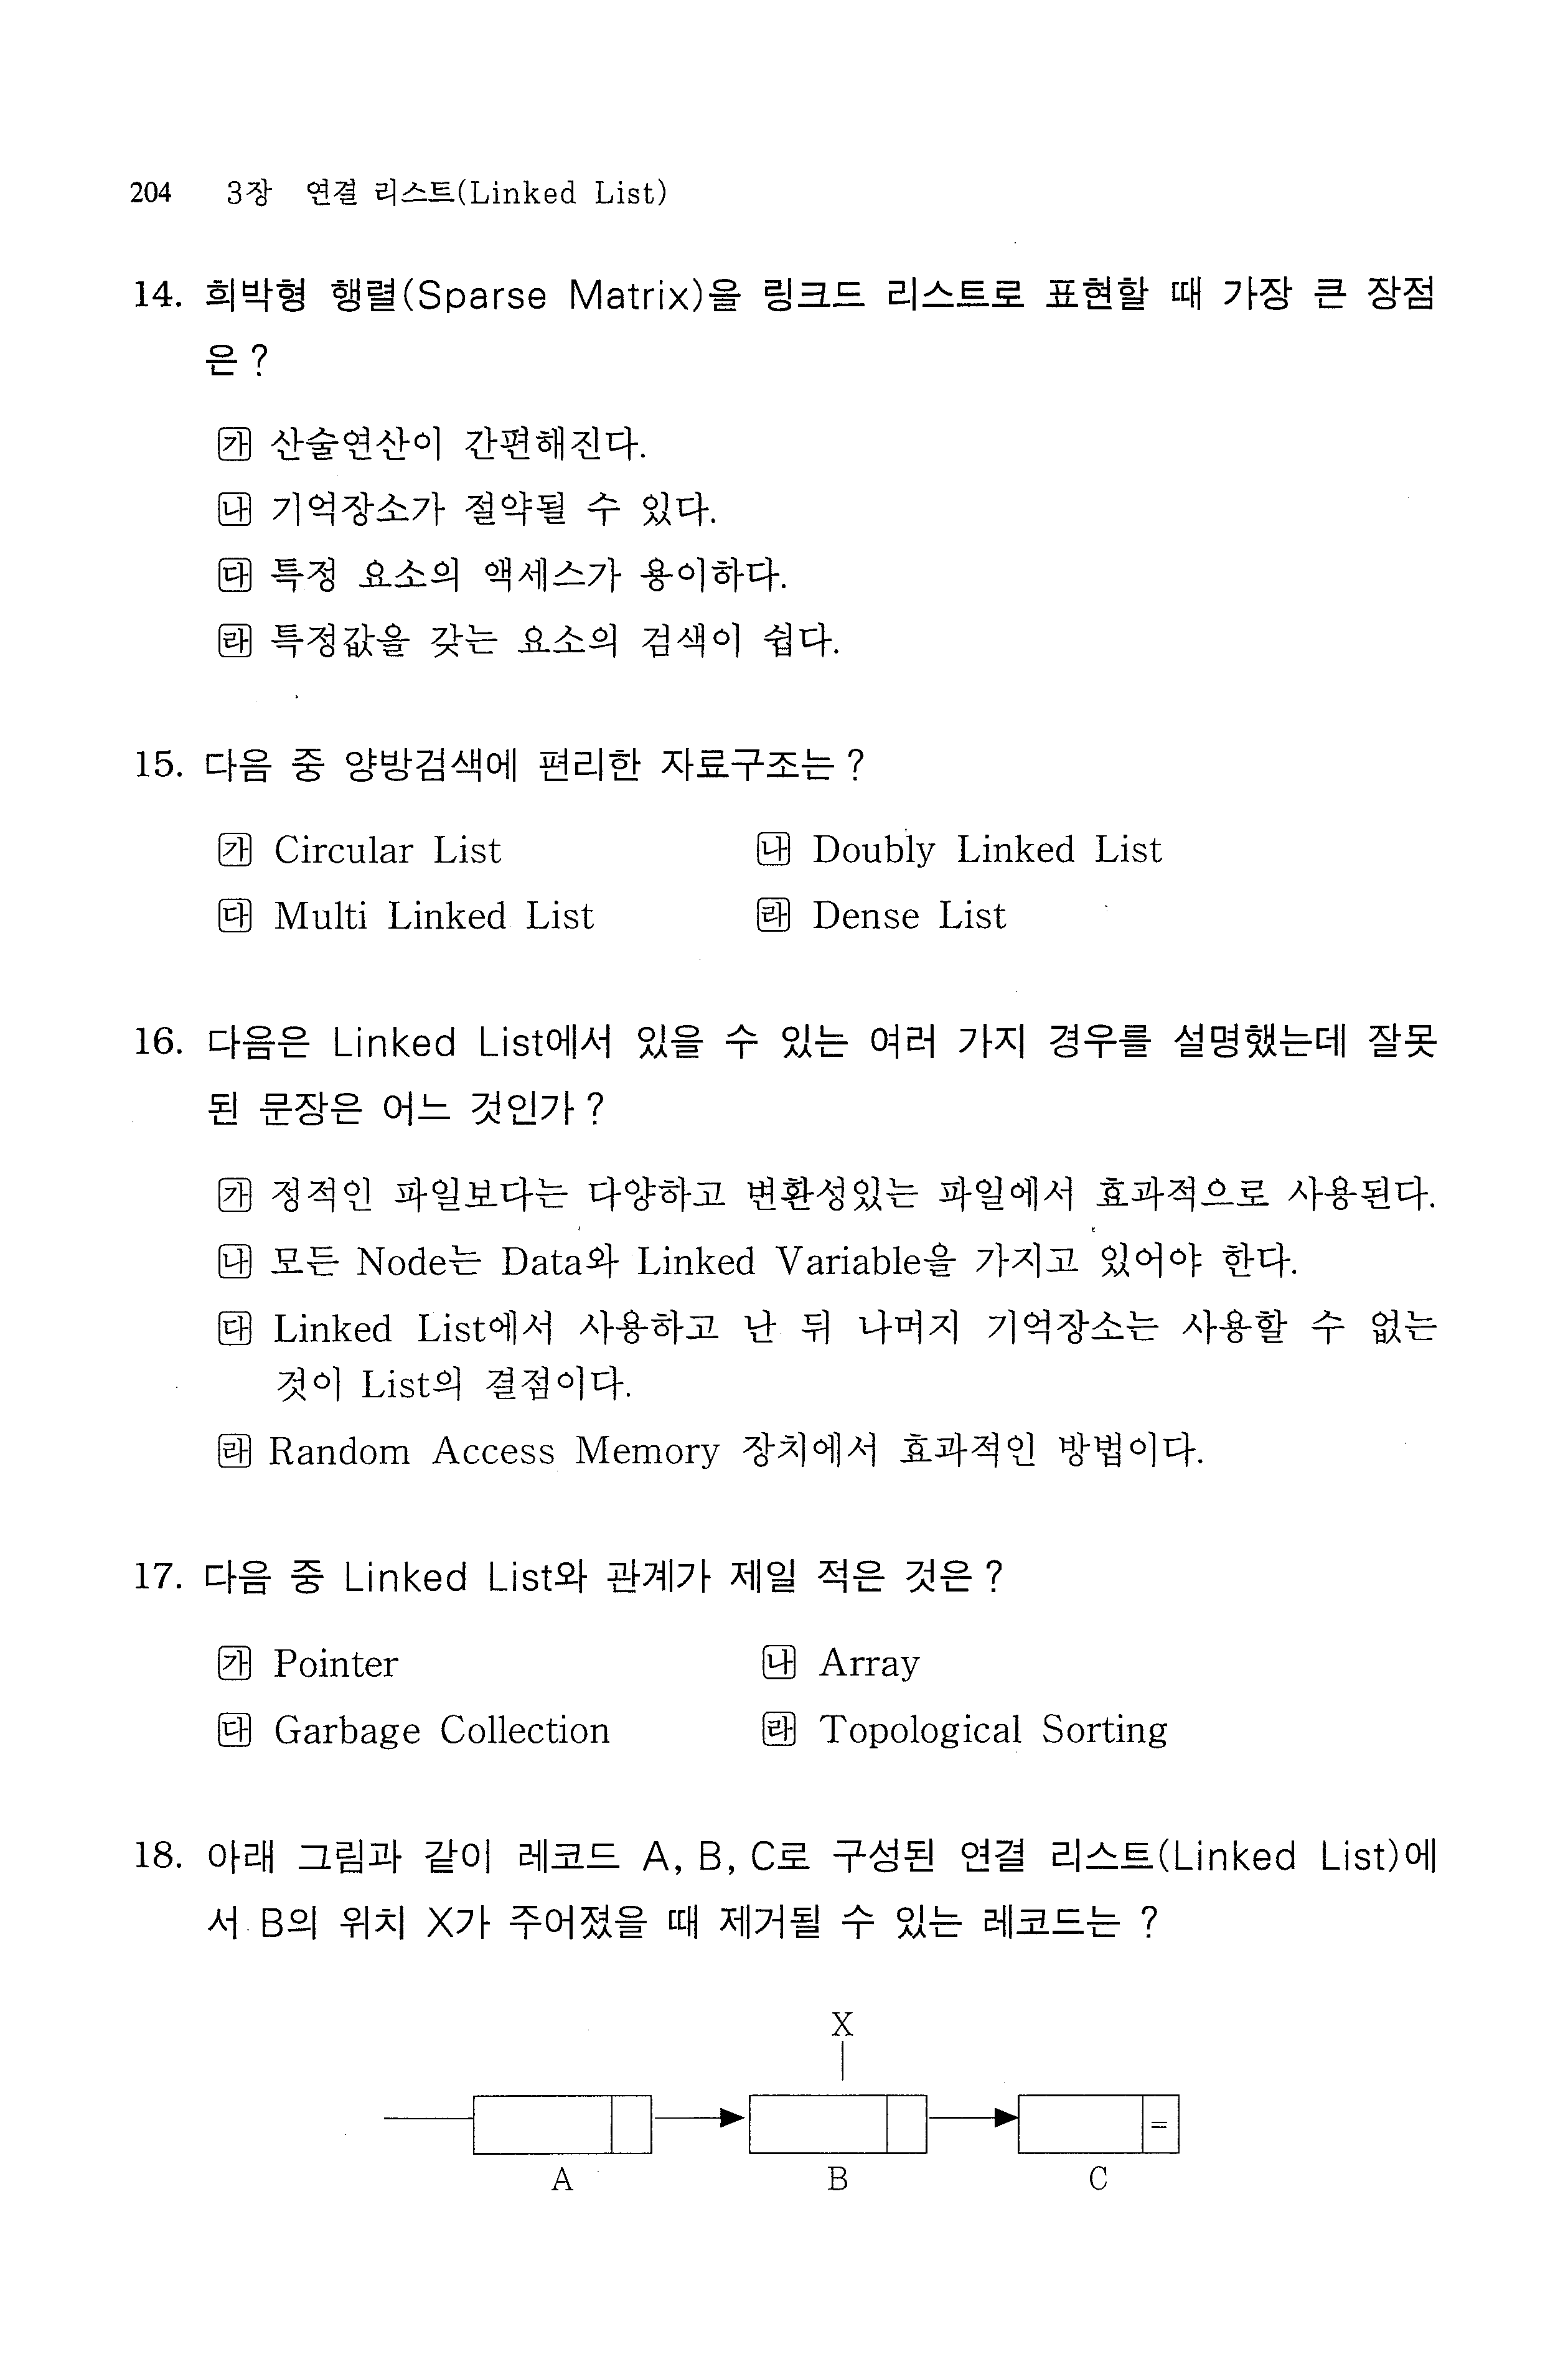 204 3장 연결 리스트(Linked List)
14. 희박형 행렬(Sparse Matrix)을 링크드 리스트로 표현할 때 가장 큰 장점
은?
㉮ 산술연산이 간편해진다.
㉯ 기억장소가 절약될 수 있다.
㉰ 특정 요소의 액세스가 용이하다.
㉱ 특정값을 갖는 요소의 검색이 쉽다.
15. 다음 중 양방검색에 편리한 자료구조는?
㉮ Circular List ㉯ Doubly Linked List
㉰ Multi Linked List ㉱ Dense List
16. 다음은 Linked List에서 있을 수 있는 여러 가지 경우를 설명했는데 잘못
된 문장은 어느 것인가?
㉮ 정적인 파일보다는 다양하고 변환성있는 파일에서 효과적으로 사용된다.
㉯ 모든 Node는 Data와 Linked Variable을 가지고 있어야 한다.
㉰ Linked List에서 사용하고 난 뒤 나머지 기억장소는 사용할 수 없는
것이 List의 결점이다.
㉱ Random Access Memory 장치에서 효과적인 방법이다.
17. 다음 중 Linked List와 관계가 제일 적은 것은?
㉮ Pointer ㉯ Array
㉰ Garbage Collection ㉱ Topological Sorting
18. 아래 그림과 같이 레코드 A, B, C로 구성된 연결 리스트(Linked List)에
서 B의 위치 X가 주어졌을 때 제거될 수 있는 레코드는 ?
X
=
A B C